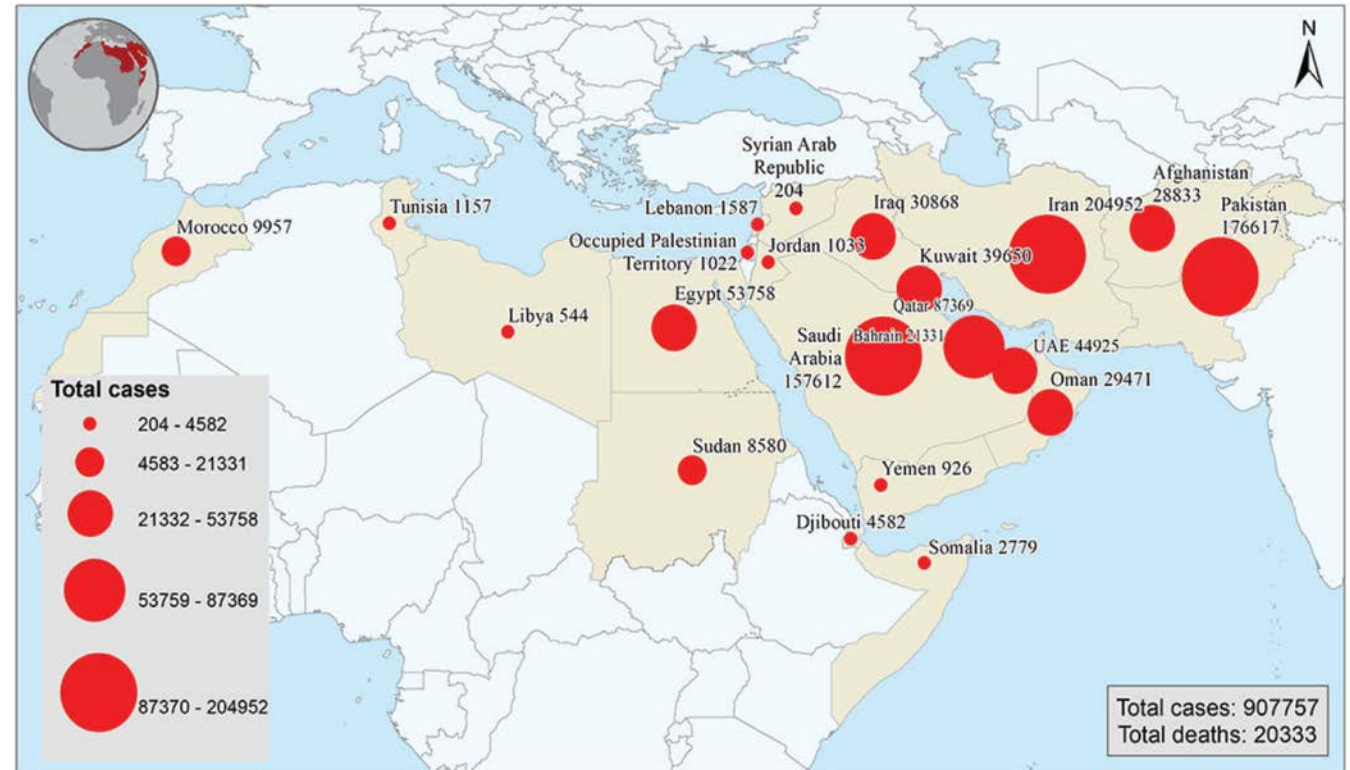 N
Syrian Arab
Republic
204
Afghanistan
28833
Tunisia 1157
Lebanon 1587
Iraq 30868
Iran 204952
Pakistan
176617
Morocco 9957
Occupied Palestinian
Territory 1022
Jordan 1033
Kuwait 39650
Egypt 53758
Qatar 87369
Libya 544
Saudi
Arabia
157612
Bahrain 21331
UAE 44925
Oman 29471
Total cases
204 - 4582
4583 - 21331
21332 - 53758
53759 - 87369
87370 - 204952
Sudan 8580
Yemen 926
Djibouti 4582
Somalia 2779
Total cases: 907757
Total deaths: 20333